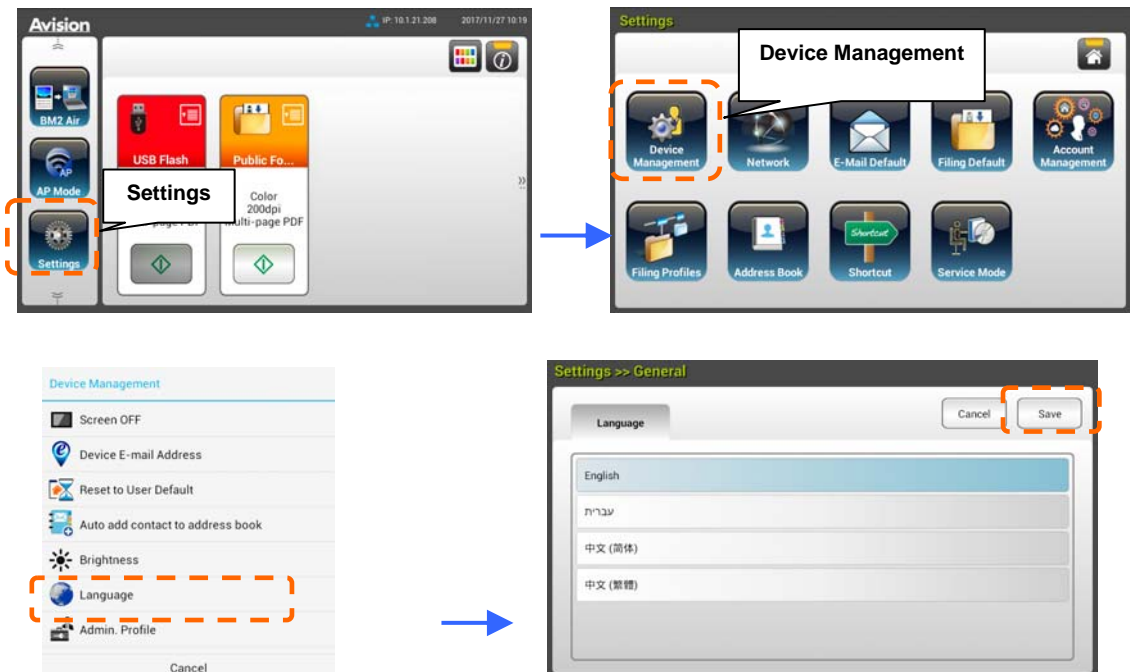 Avision
IP: 10.1.21.208
2017/11/27 10:19
BM2 Air
AP Mode
Settings
USB Flash
Public Fo...
Settings
Color
200dpi
Multi-page PDF
Settings
Device Management
Device Management
Network
E-Mail Default
Filing Default
Account Management
Filing Profiles
Address Book
Shortcut
Shortcut
Service Mode
Device Management
Screen OFF
Device E-mail Address
Reset to User Default
Auto add contact to address book
Brightness
Language
Admin. Profile
Cancel
Settings >> General
Language
Cancel
Save
English
עברית
中文 (简体)
中文 (繁體)